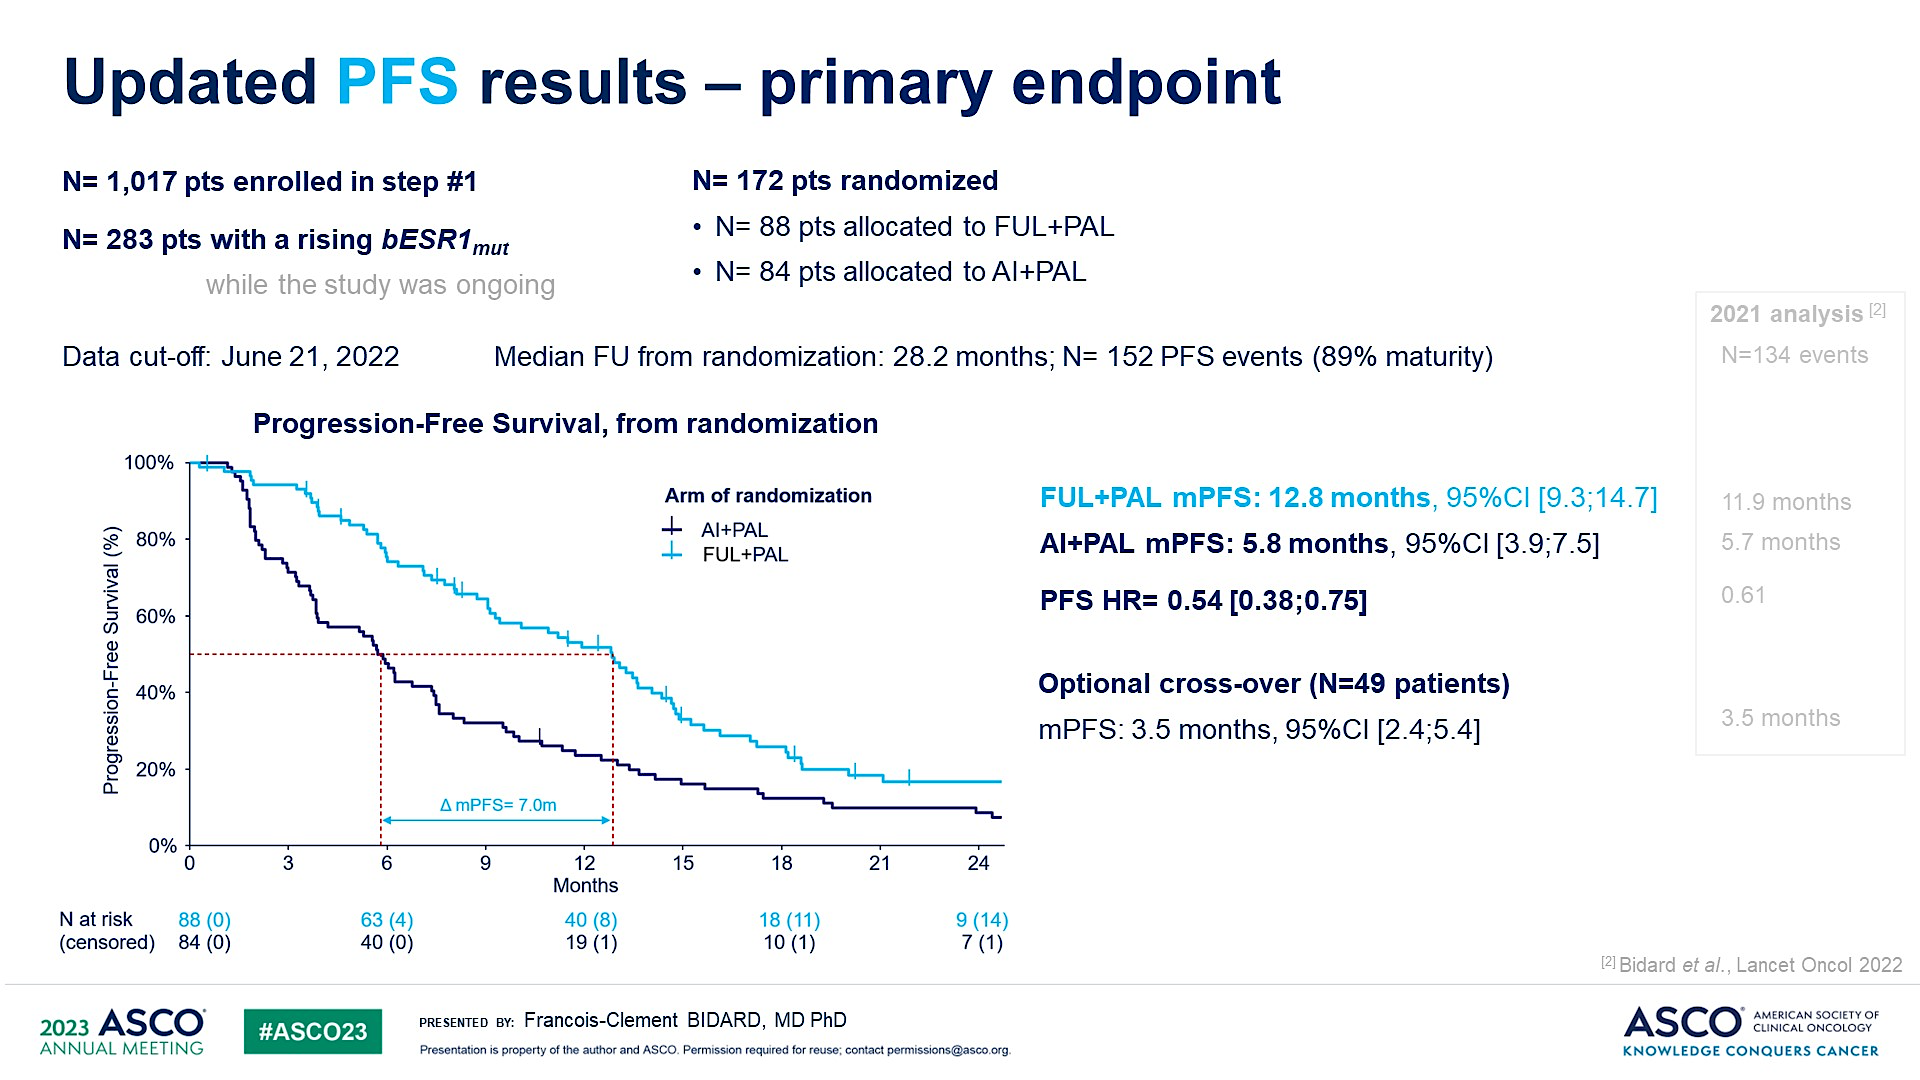 Updated PFS results – primary endpoint
N= 1,017 pts enrolled in step #1
N= 283 pts with a rising bESR1mut
while the study was ongoing
N= 172 pts randomized
• N= 88 pts allocated to FUL+PAL
• N= 84 pts allocated to AI+PAL
Data cut-off: June 21, 2022
Median FU from randomization: 28.2 months; N= 152 PFS events (89% maturity)
2021 analysis [2]
N=134 events
11.9 months
5.7 months
0.61
3.5 months
Progression-Free Survival, from randomization
Progression-Free Survival (%)
100%
80%
60%
40%
20%
0%
Arm of randomization
AI+PAL
FUL+PAL
Δ mPFS= 7.0m
0 3 6 9 12 15 18 21 24
Months
N at risk 88 (0) 63 (4) 40 (8) 18 (11) 9 (14)
(censored) 84 (0) 40 (0) 19 (1) 10 (1) 7 (1)
FUL+PAL mPFS: 12.8 months, 95%CI [9.3;14.7]
AI+PAL mPFS: 5.8 months, 95%CI [3.9;7.5]
PFS HR= 0.54 [0.38;0.75]
Optional cross-over (N=49 patients)
mPFS: 3.5 months, 95%CI [2.4;5.4]
[2] Bidard et al., Lancet Oncol 2022
2023 ASCO
ANNUAL MEETING
#ASCO23
PRESENTED BY: Francois-Clement BIDARD, MD PhD
Presentation is property of the author and ASCO. Permission required for reuse; contact permissions@asco.org.
ASCO AMERICAN SOCIETY OF
CLINICAL ONCOLOGY
KNOWLEDGE CONQUERS CANCER